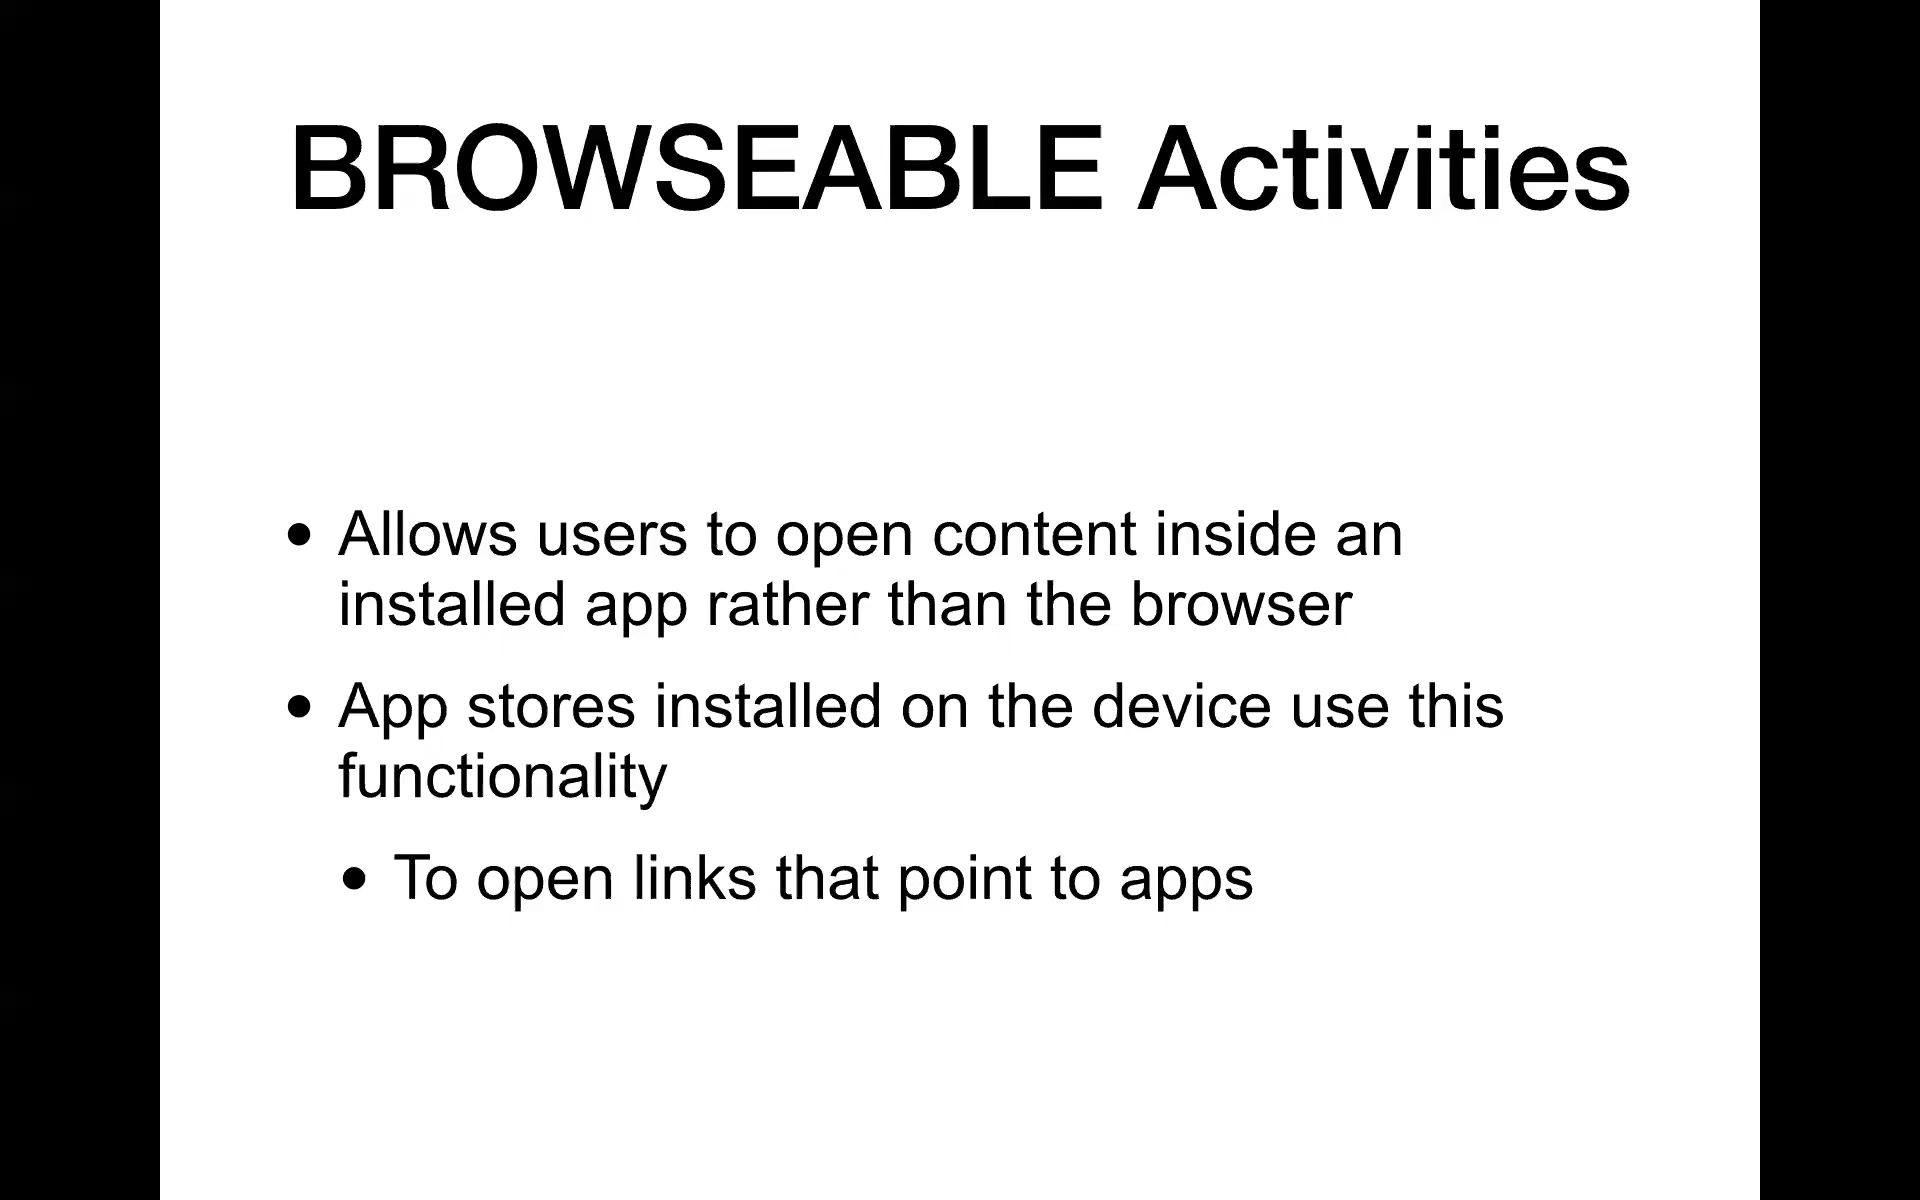 BROWSEABLE Activities
• Allows users to open content inside an
installed app rather than the browser
• App stores installed on the device use this
functionality
• To open links that point to apps